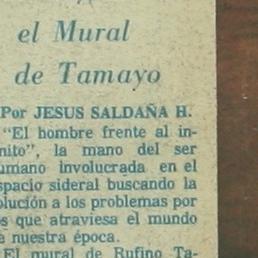 el Mural
de Tamayo
Por JESUS SALDAÑA H.
"El hombre frente al in-
nito", la mano del ser
umano involucrada en el
spacio sideral buscando la
olución a los problemas por
os que atraviesa el mundo
e nuestra época.
El mural de Rufino Ta-